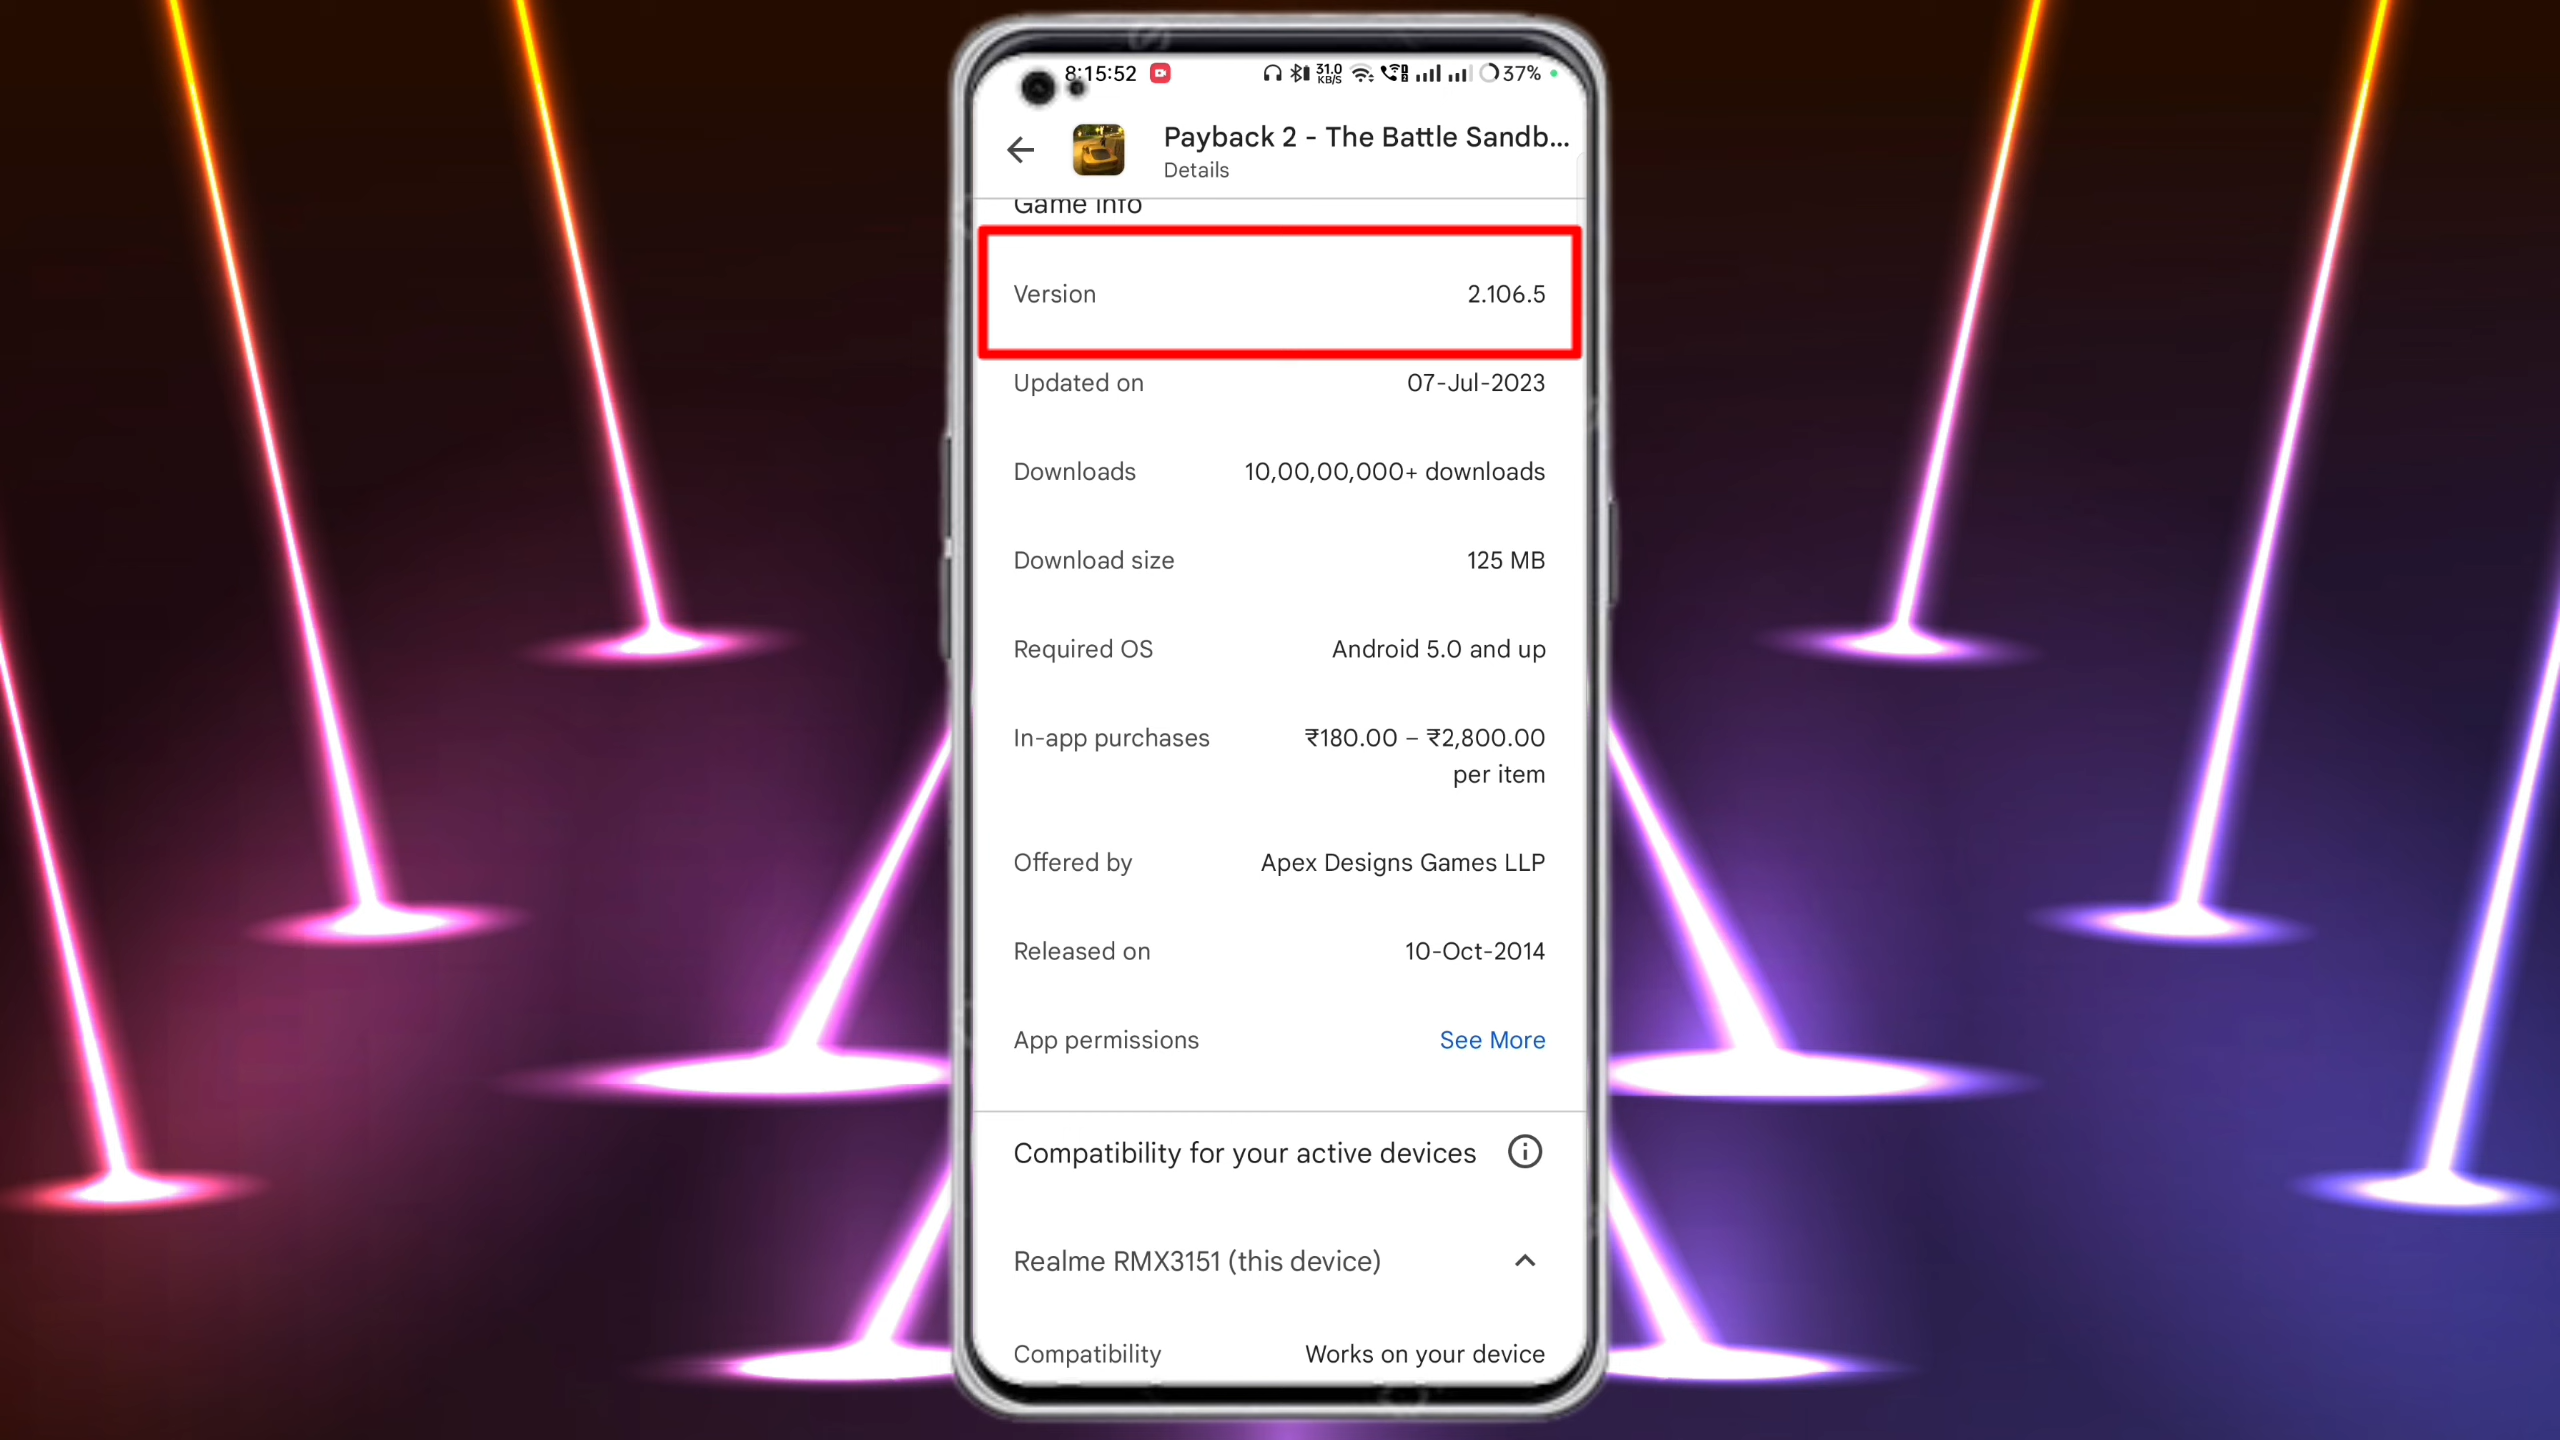 8:15:52 31.0 KB/S 37%
Payback 2 - The Battle Sandb...
Details
Game info
Version 2.106.5
Updated on 07-Jul-2023
Downloads 10,00,00,000+ downloads
Download size 125 MB
Required OS Android 5.0 and up
In-app purchases ₹180.00 – ₹2,800.00
per item
Offered by Apex Designs Games LLP
Released on 10-Oct-2014
App permissions See More
Compatibility for your active devices
Realme RMX3151 (this device)
Compatibility Works on your device